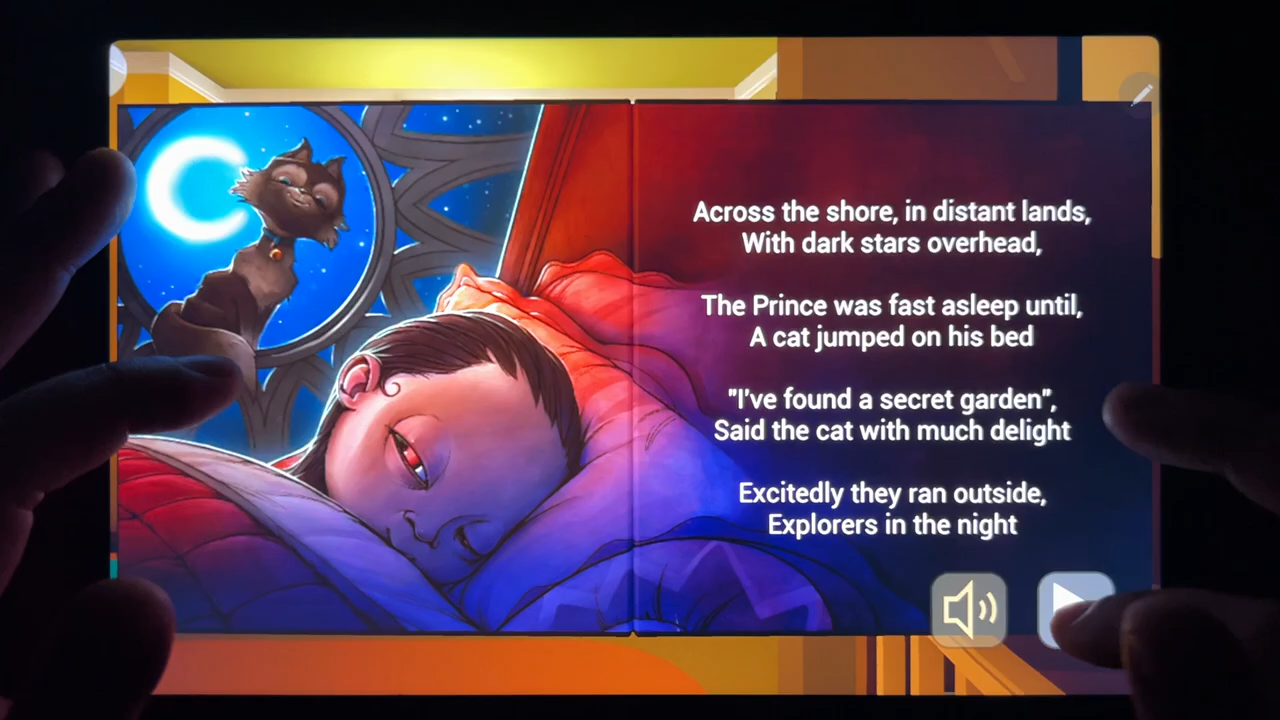 Across the shore, in distant lands,
With dark stars overhead,
The Prince was fast asleep until,
A cat jumped on his bed
"I've found a secret garden",
Said the cat with much delight
Excitedly they ran outside,
Explorers in the night